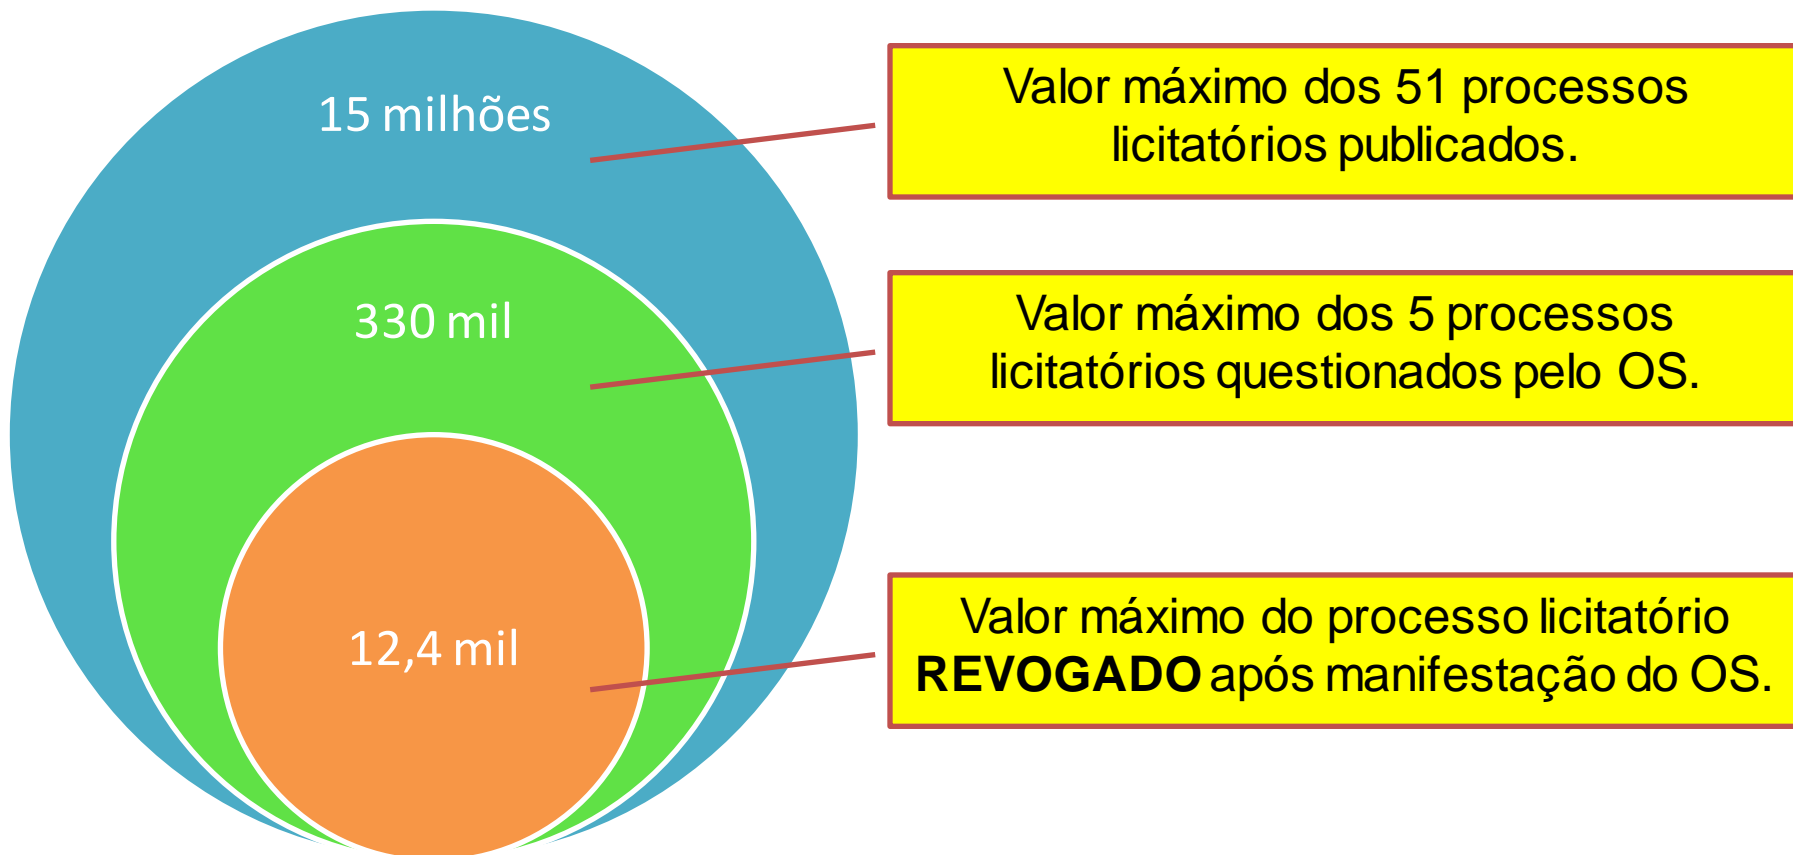 15 milhões
Valor máximo dos 51 processos
licitatórios publicados.
330 mil
Valor máximo dos 5 processos
licitatórios questionados pelo OS.
12,4 mil
Valor máximo do processo licitatório
REVOGADO após manifestação do OS.